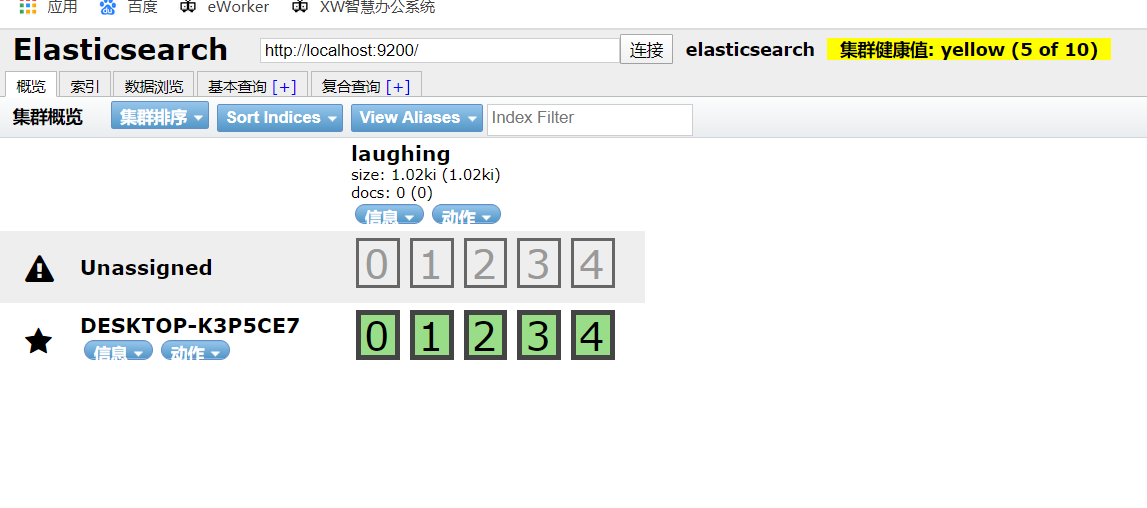 应用 百度 eWorker XW智慧办公系统
Elasticsearch http://localhost:9200/ 连接 elasticsearch 集群健康值: yellow (5 of 10)
概览 索引 数据浏览 基本查询 [+] 复合查询 [+]
集群概览 集群排序 Sort Indices View Aliases Index Filter
laughing
size: 1.02ki (1.02ki)
docs: 0 (0)
信息 动作
Unassigned 0 1 2 3 4
DESKTOP-K3P5CE7 0 1 2 3 4
信息 动作